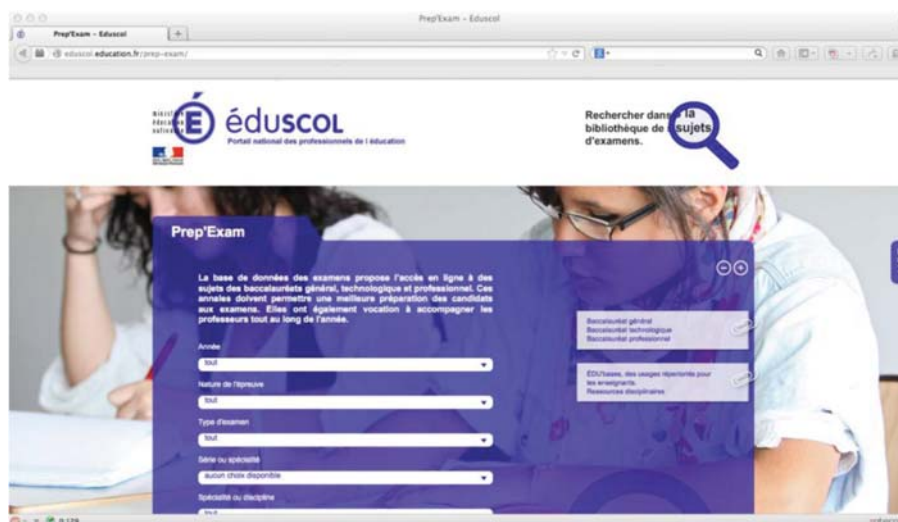 Prep'Exam – Eduscol
Prep'Exam – Eduscol
eduscol.education.fr/prep-exam/
éduscol
Portail national des professionnels de l'éducation
Rechercher dans la
bibliothèque de sujets
d'examens.
Prep'Exam
La base de données des examens propose l'accès en ligne à des
sujets des baccalauréats général, technologique et professionnel. Ces
annales doivent permettre une meilleure préparation des candidats
aux examens. Elles ont également vocation à accompagner les
professeurs tout au long de l'année.
Année
tout
Nature de l'épreuve
tout
Type d'examen
tout
Série ou spécialité
aucun choix disponible
Spécialité ou discipline
tout
Baccalauréat général
Baccalauréat technologique
Baccalauréat professionnel
ÉDU'bases, des usages répertoriés pour
les enseignants.
Ressources disciplinaires